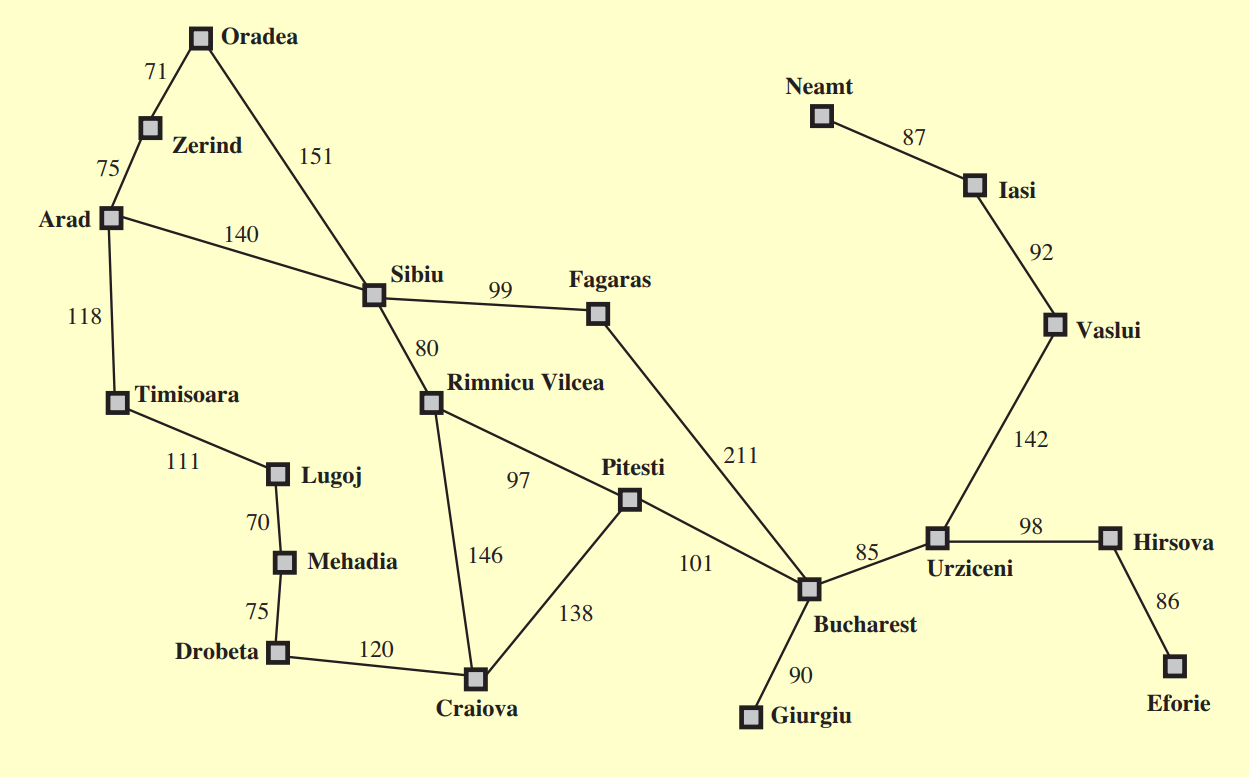 Oradea
71
Neamt
87
Zerind
151
75
Iasi
Arad
140
92
Sibiu
Fagaras
99
118
Vaslui
80
Rimnicu Vilcea
Timisoara
142
211
111
Pitesti
Lugoj
97
70
98
Hirsova
146
85
Mehadia
101
Urziceni
86
75
138
Bucharest
Drobeta
120
90
Eforie
Craiova
Giurgiu